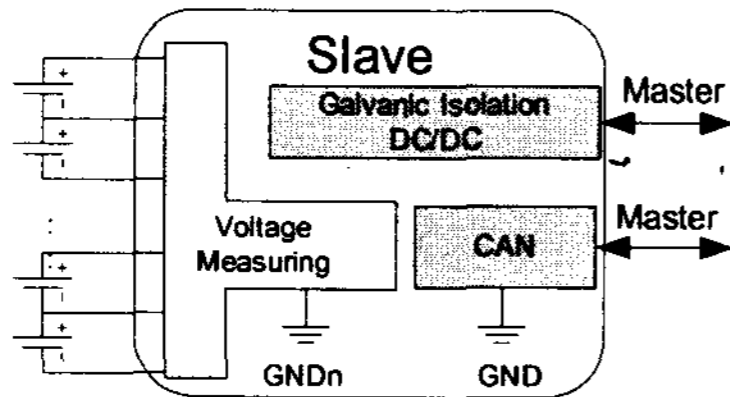 Slave
Galvanic Isolation
DC/DC
Master
Voltage
Measuring
CAN
Master
GNDn
GND